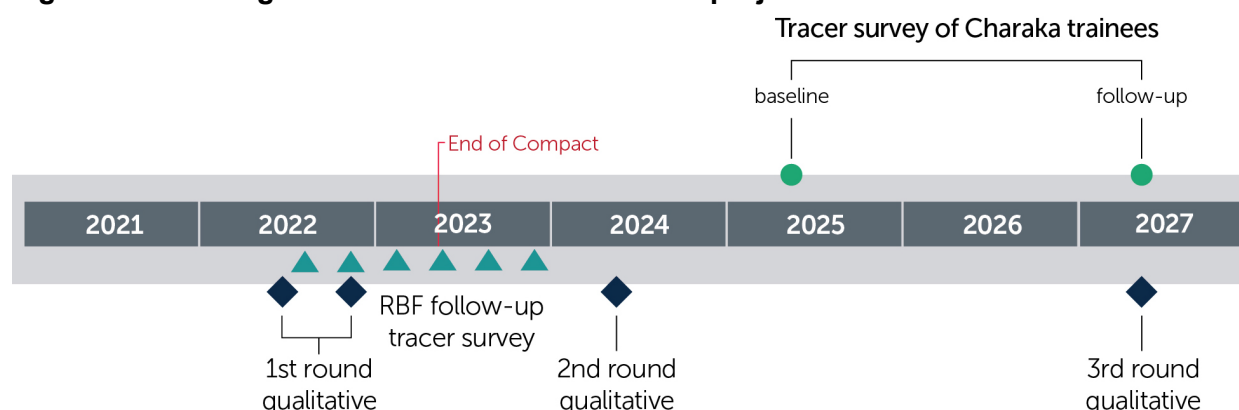 Tracer survey of Charaka trainees
baseline
follow-up
End of Compact
2021
2022
2023
2024
2025
2026
2027
RBF follow-up
tracer survey
1st round
qualitative
2nd round
qualitative
3rd round
qualitative